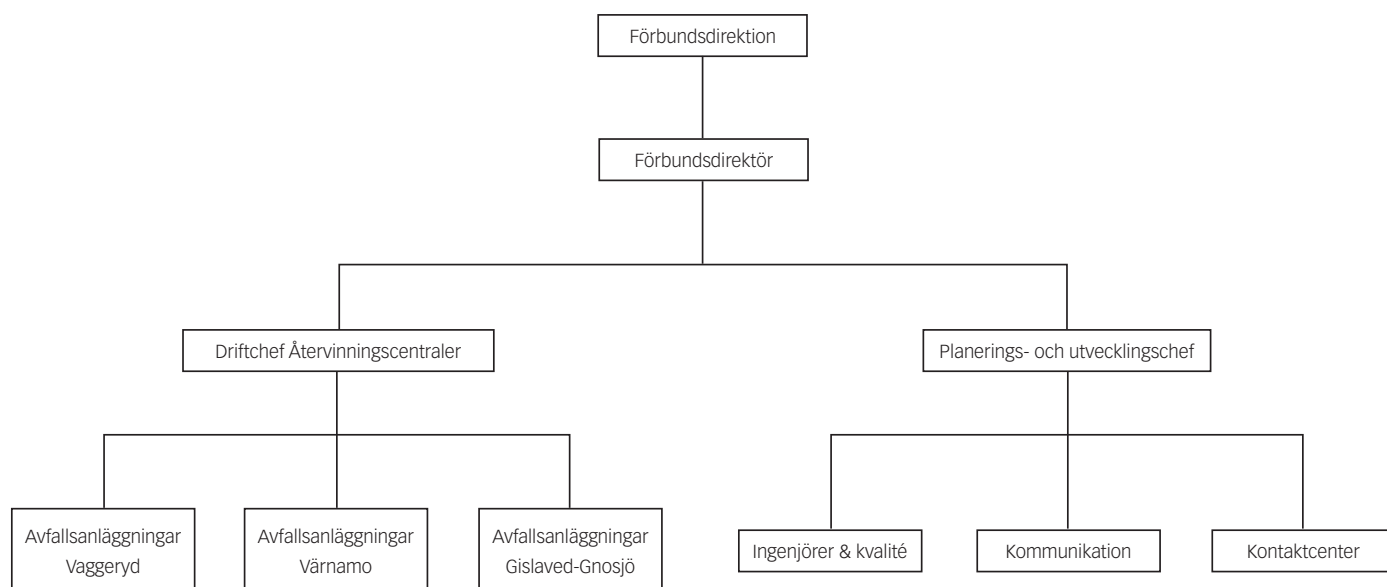 Förbundsdirektion
Förbundsdirektör
Driftchef Återvinningscentraler
Planerings- och utvecklingschef
Avfallsanläggningar
Vaggeryd
Avfallsanläggningar
Värnamo
Avfallsanläggningar
Gislaved-Gnosjö
Ingenjörer & kvalité
Kommunikation
Kontaktcenter